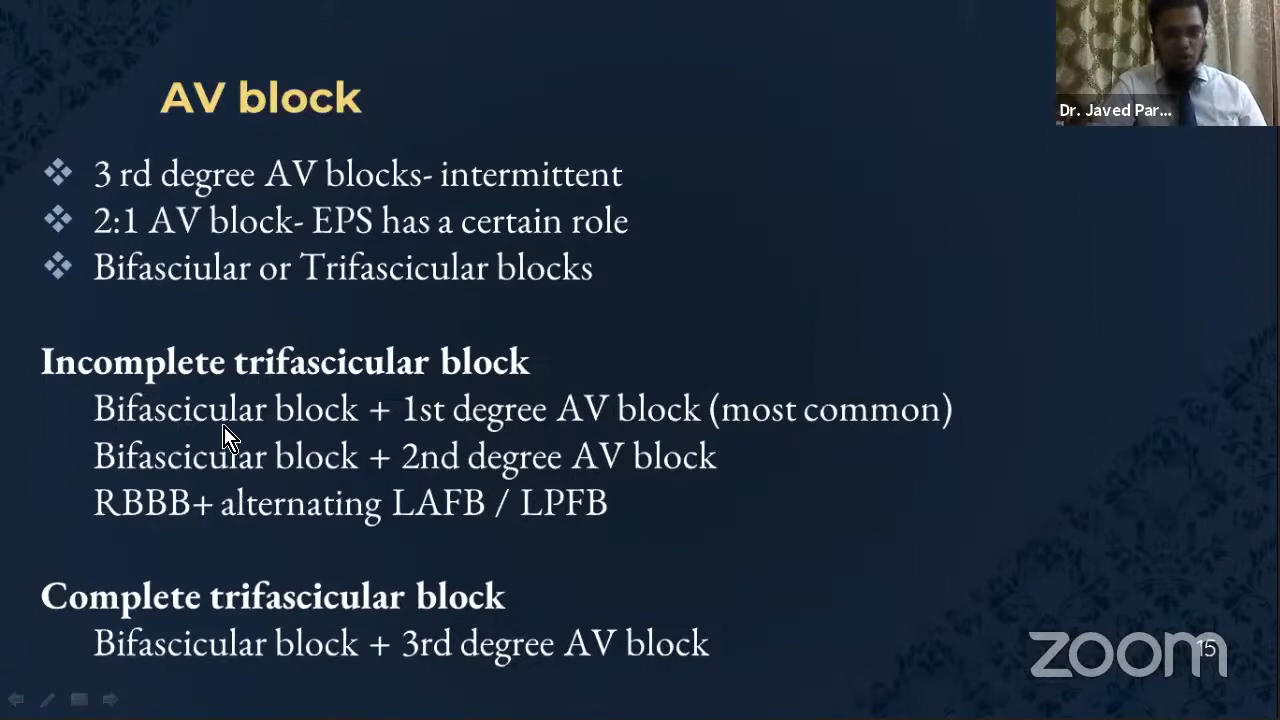 AV block
Dr. Javed Par...
3 rd degree AV blocks- intermittent
2:1 AV block- EPS has a certain role
Bifasciular or Trifascicular blocks
Incomplete trifascicular block
Bifascicular block + 1st degree AV block (most common)
Bifascicular block + 2nd degree AV block
RBBB+ alternating LAFB / LPFB
Complete trifascicular block
Bifascicular block + 3rd degree AV block
zoom
15